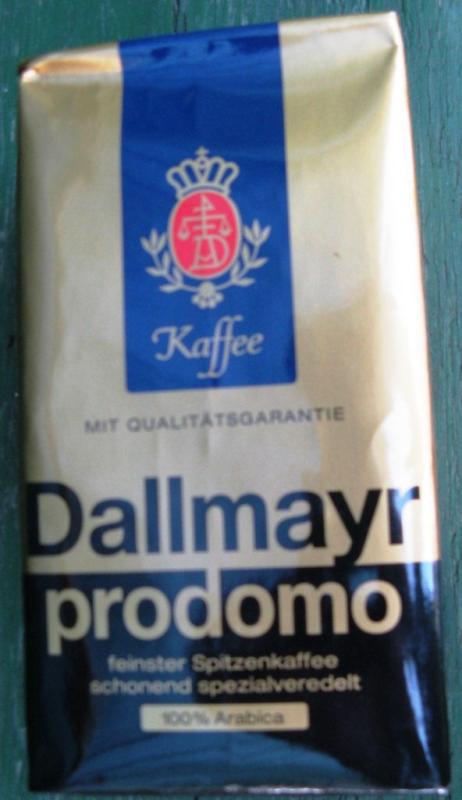 Kaffee
MIT QUALITÄTSGARANTIE
Dallmayr
prodomo
feinster Spitzenkaffee
schonend spezialveredelt
100% Arabica